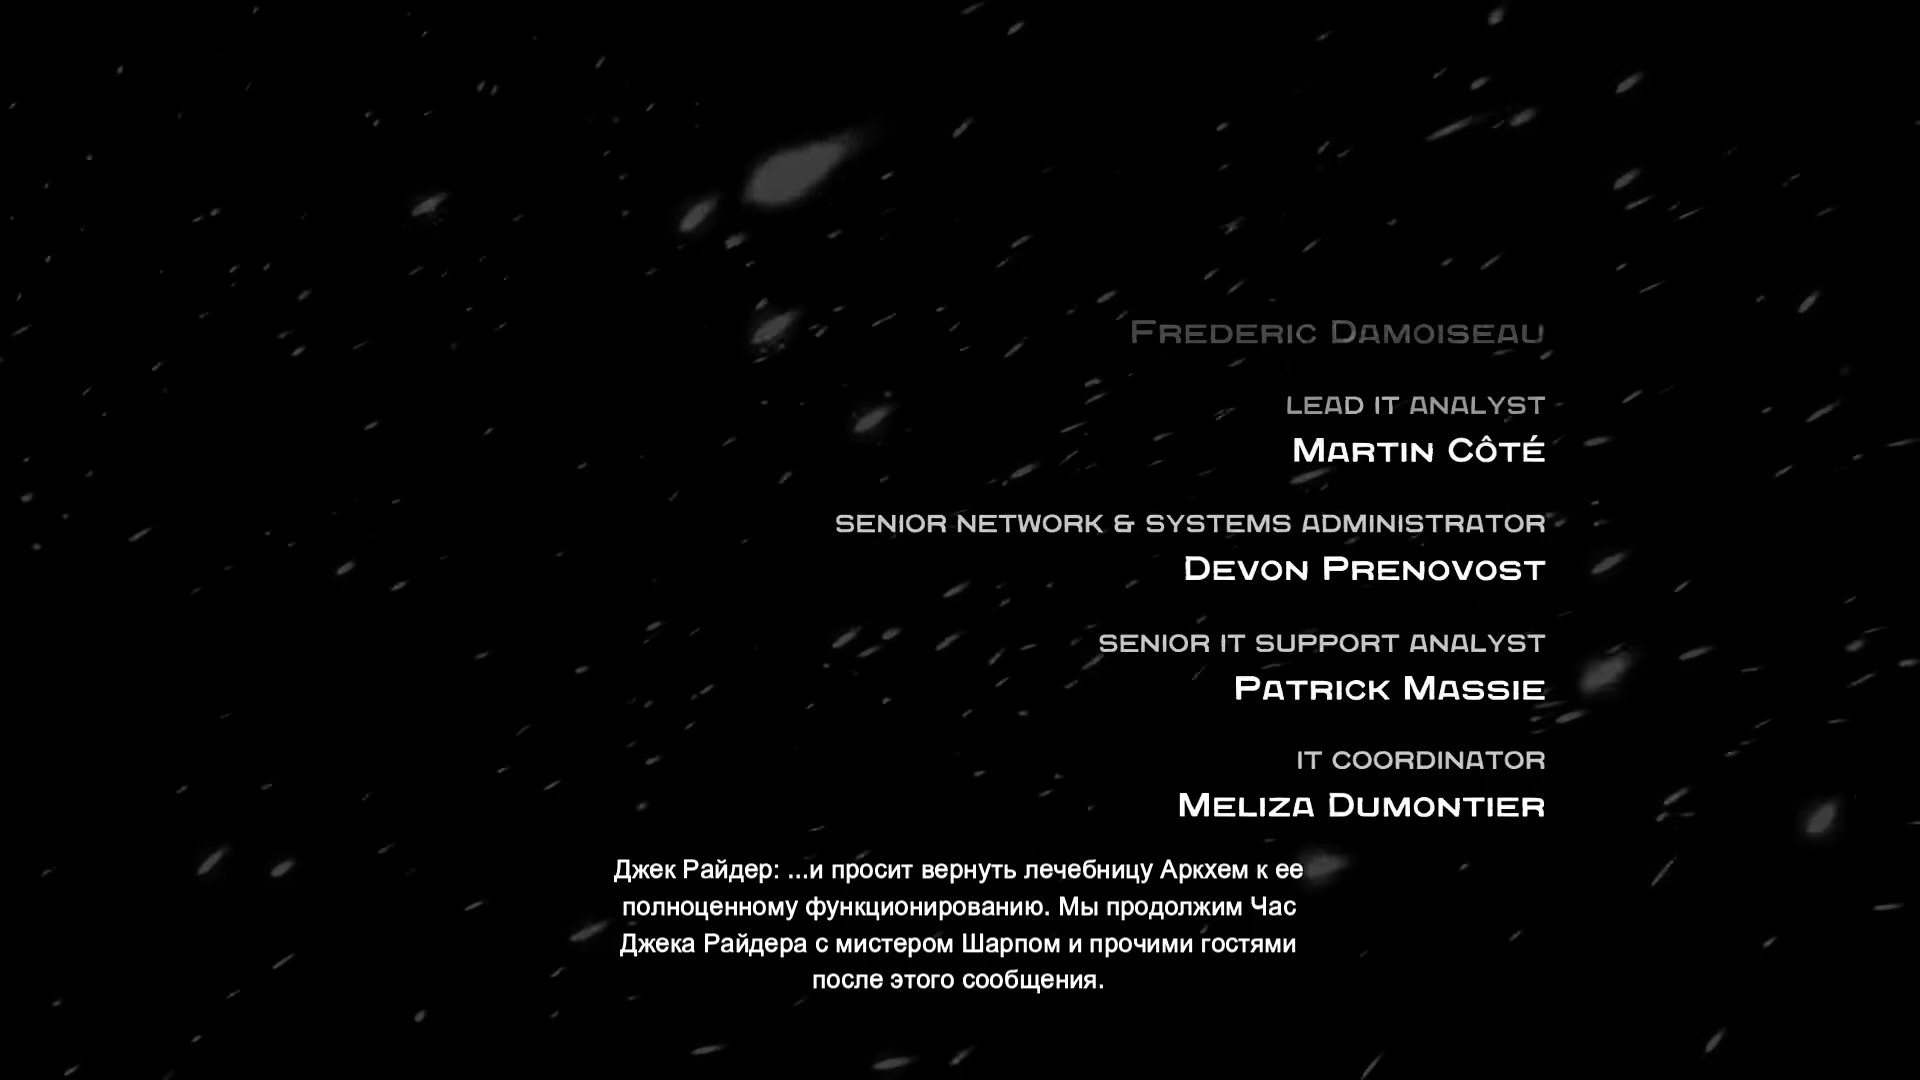 Frederic Damoiseau
LEAD IT ANALYST
Martin Côté
SENIOR NETWORK & SYSTEMS ADMINISTRATOR
Devon Prenovost
SENIOR IT SUPPORT ANALYST
Patrick Massie
IT COORDINATOR
Meliza Dumontier
Джек Райдер: ...и просит вернуть лечебницу Аркхем к ее
полноценному функционированию. Мы продолжим Час
Джека Райдера с мистером Шарпом и прочими гостями
после этого сообщения.